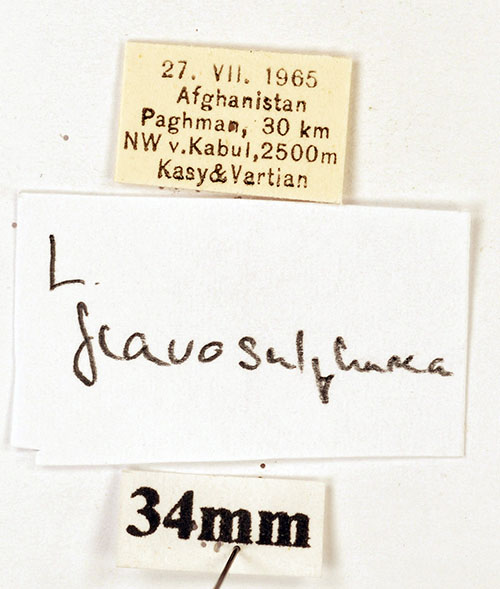 27. VII. 1965
Afghanistan
Paghman, 30 km
NW v.Kabul,2500m
Kasy&Vartian
L.
flavosulphurea
34mm